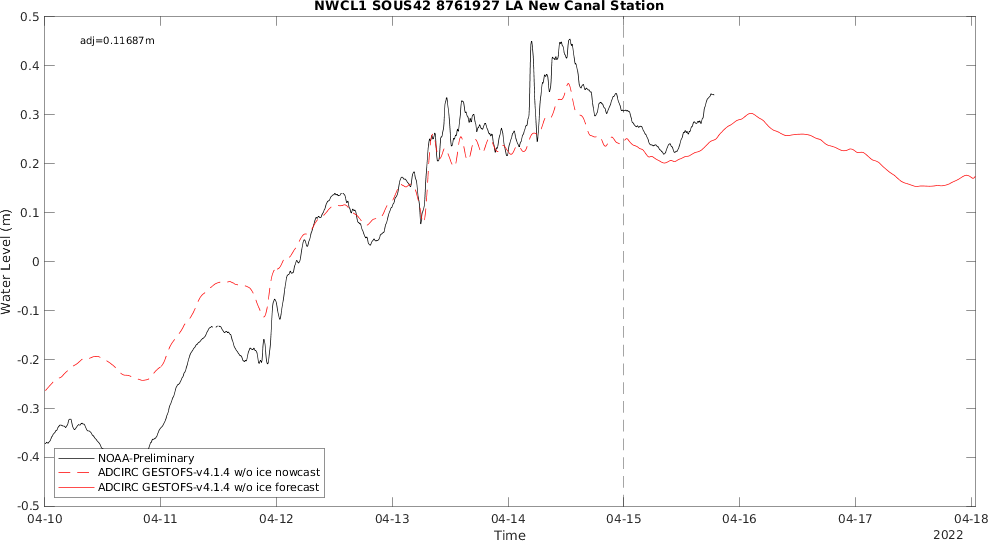 NWCL1 SOUS42 8761927 LA New Canal Station
adj=0.11687m
0.5
0.4
0.3
0.2
0.1
0
-0.1
-0.2
-0.3
-0.4
-0.5
Water Level (m)
NOAA-Preliminary
ADCIRC GESTOFS-v4.1.4 w/o ice nowcast
ADCIRC GESTOFS-v4.1.4 w/o ice forecast
04-10 04-11 04-12 04-13 04-14 04-15 04-16 04-17 04-18
Time
2022